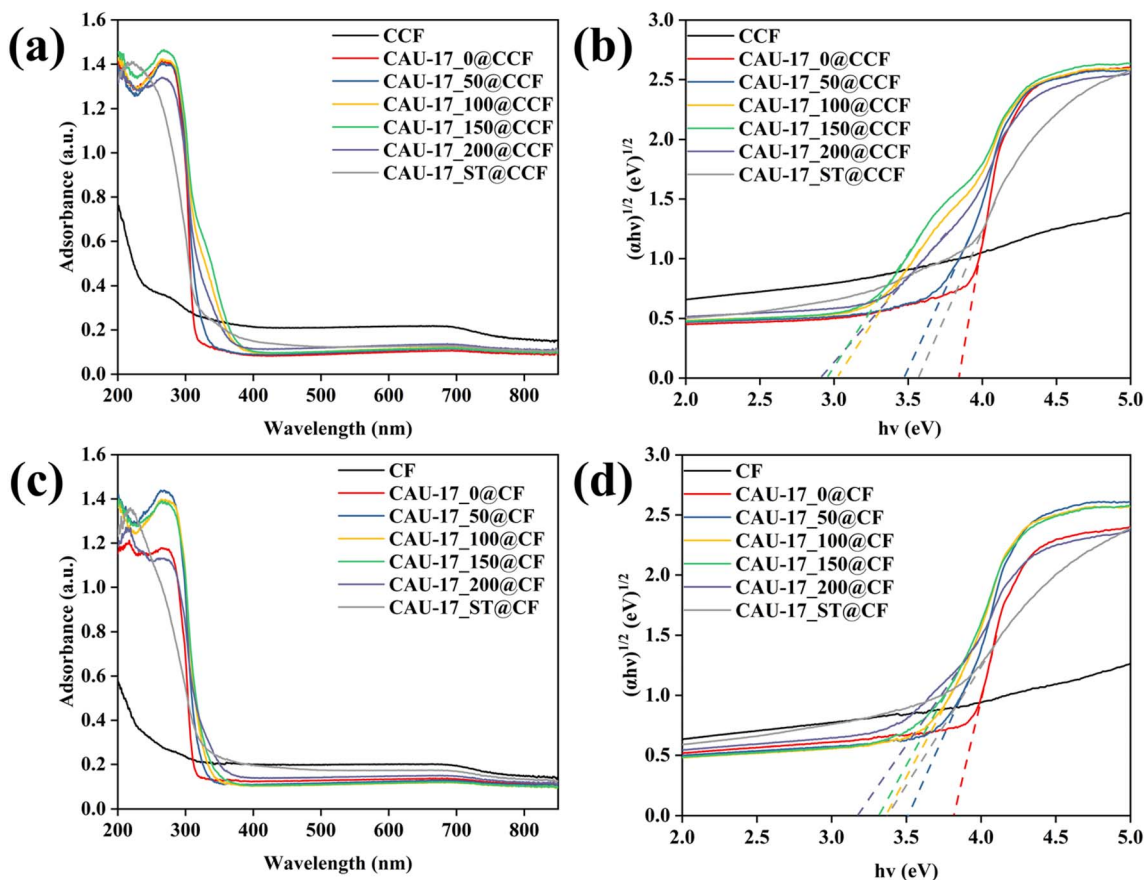 (a)
1.6
1.4
1.2
1.0
0.8
0.6
0.4
0.2
0.0
Adsorbance (a.u.)
CCF
CAU-17_0@CCF
CAU-17_50@CCF
CAU-17_100@CCF
CAU-17_150@CCF
CAU-17_200@CCF
CAU-17_ST@CCF
200 300 400 500 600 700 800
Wavelength (nm)
(b)
3.0
2.5
2.0
1.5
1.0
0.5
0.0
(αhv)^1/2 (eV)^1/2
CCF
CAU-17_0@CCF
CAU-17_50@CCF
CAU-17_100@CCF
CAU-17_150@CCF
CAU-17_200@CCF
CAU-17_ST@CCF
2.0 2.5 3.0 3.5 4.0 4.5 5.0
hv (eV)
(c)
1.6
1.4
1.2
1.0
0.8
0.6
0.4
0.2
0.0
Adsorbance (a.u.)
CF
CAU-17_0@CF
CAU-17_50@CF
CAU-17_100@CF
CAU-17_150@CF
CAU-17_200@CF
CAU-17_ST@CF
200 300 400 500 600 700 800
Wavelength (nm)
(d)
3.0
2.5
2.0
1.5
1.0
0.5
0.0
(αhv)^1/2 (eV)^1/2
CF
CAU-17_0@CF
CAU-17_50@CF
CAU-17_100@CF
CAU-17_150@CF
CAU-17_200@CF
CAU-17_ST@CF
2.0 2.5 3.0 3.5 4.0 4.5 5.0
hv (eV)